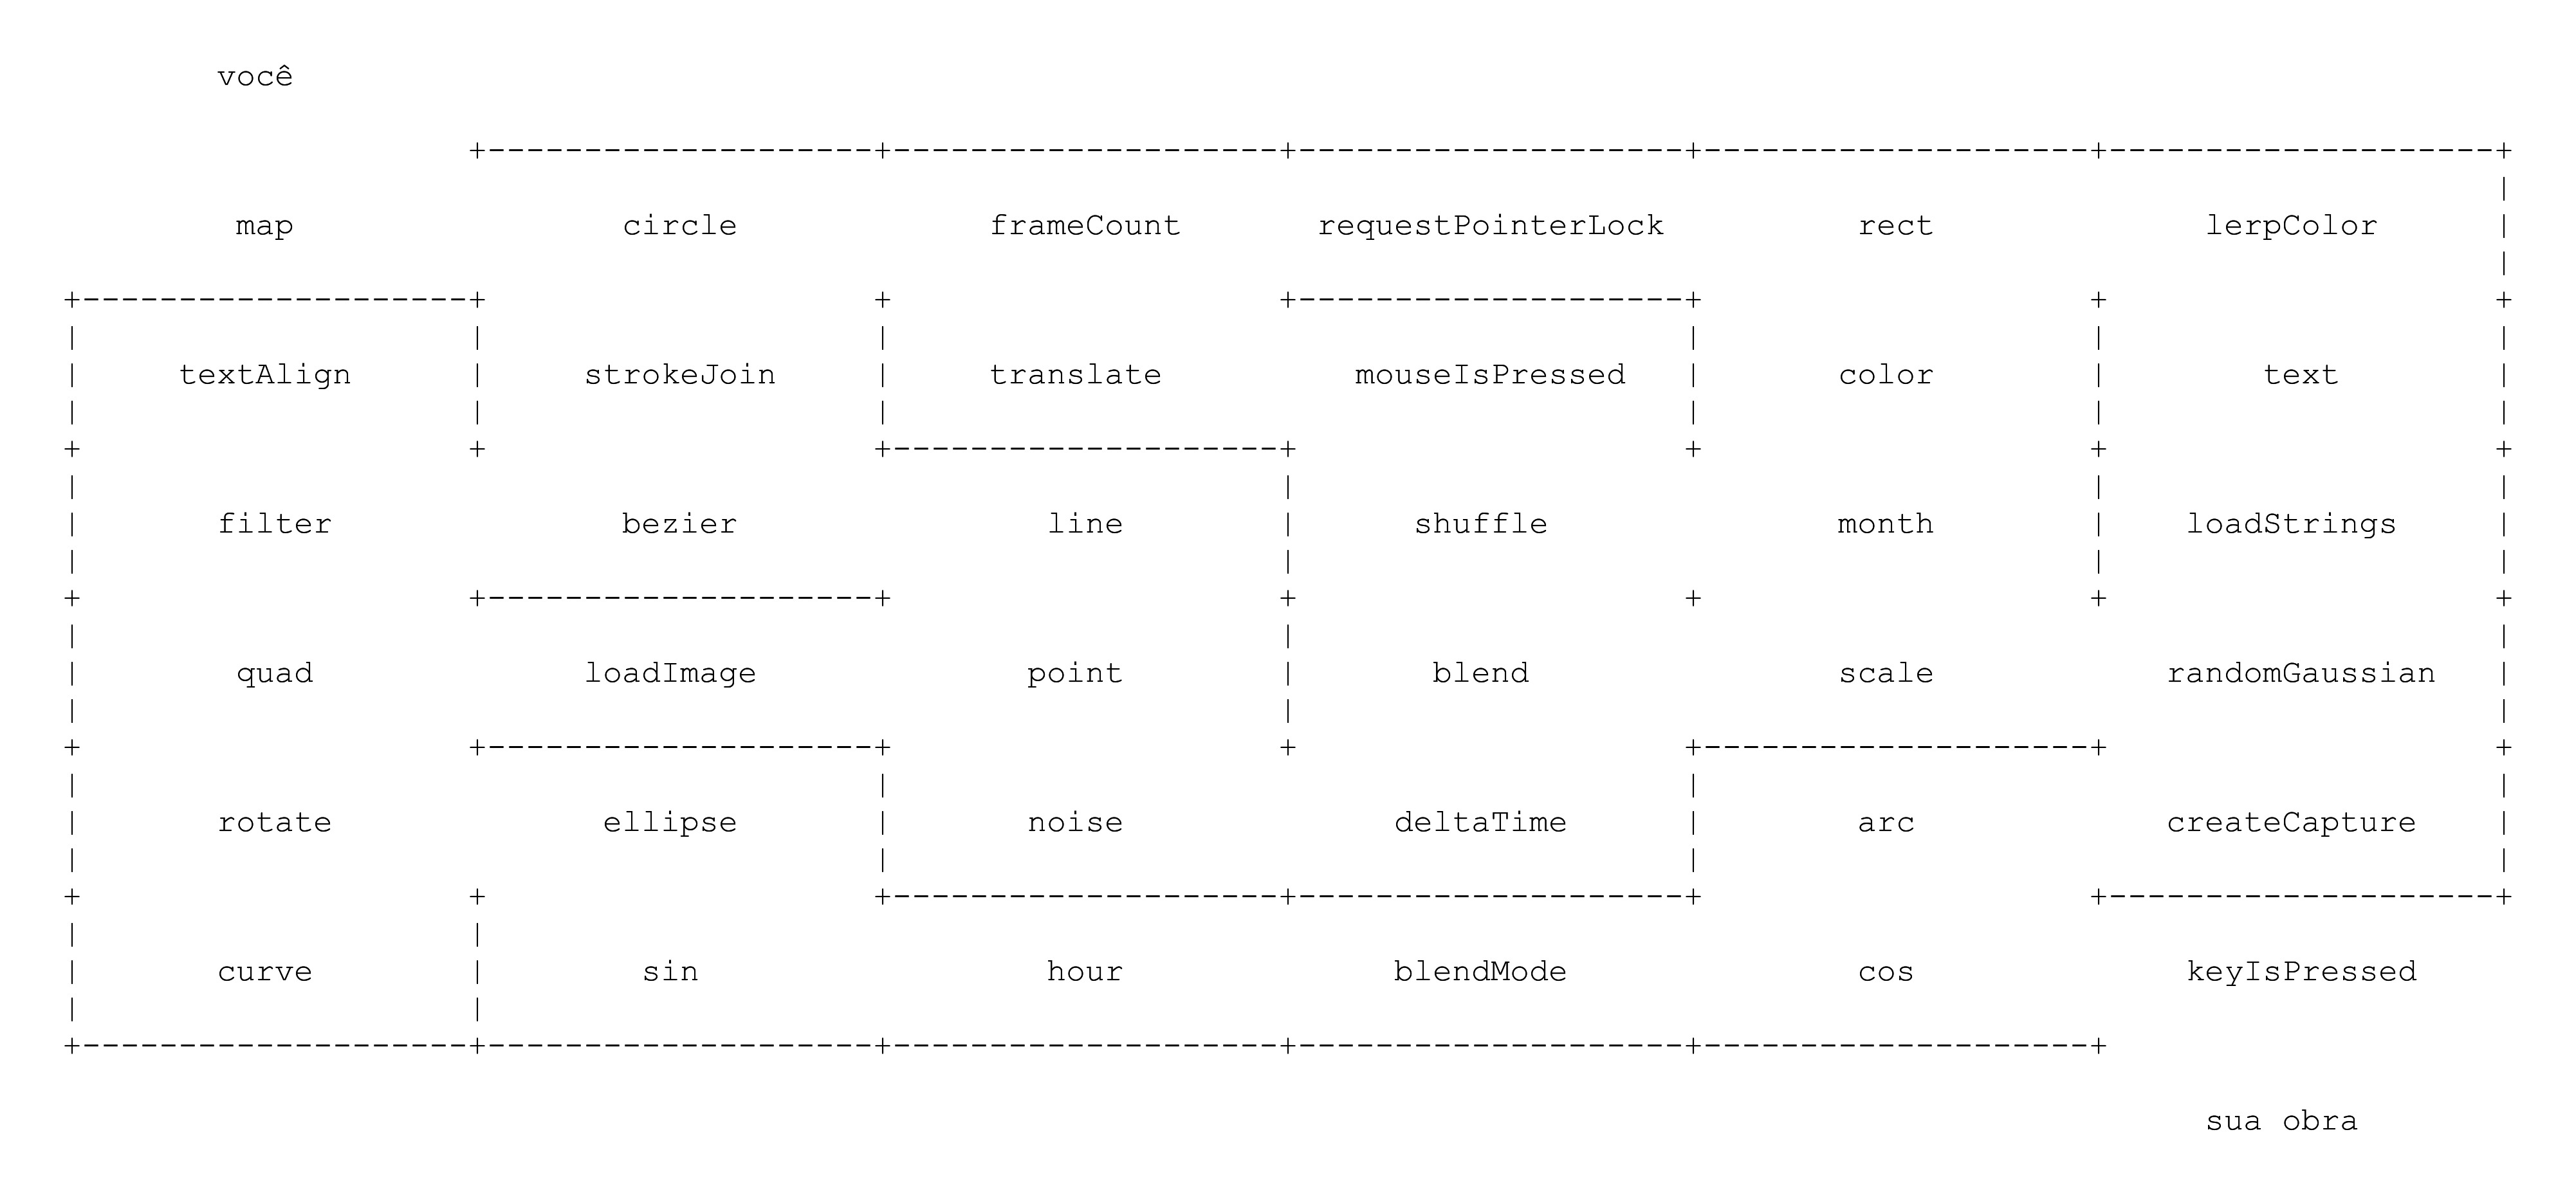 você
map circle frameCount requestPointerLock rect lerpColor
textAlign strokeJoin translate mouseIsPressed color text
filter bezier line shuffle month loadStrings
quad loadImage point blend scale randomGaussian
rotate ellipse noise deltaTime arc createCapture
curve sin hour blendMode cos keyIsPressed
sua obra